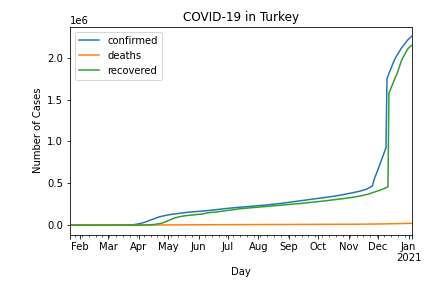 COVID-19 in Turkey
1e6
confirmed
deaths
recovered
2.0
1.5
1.0
0.5
0.0
Number of Cases
Feb Mar Apr May Jun Jul Aug Sep Oct Nov Dec Jan
2021
Day